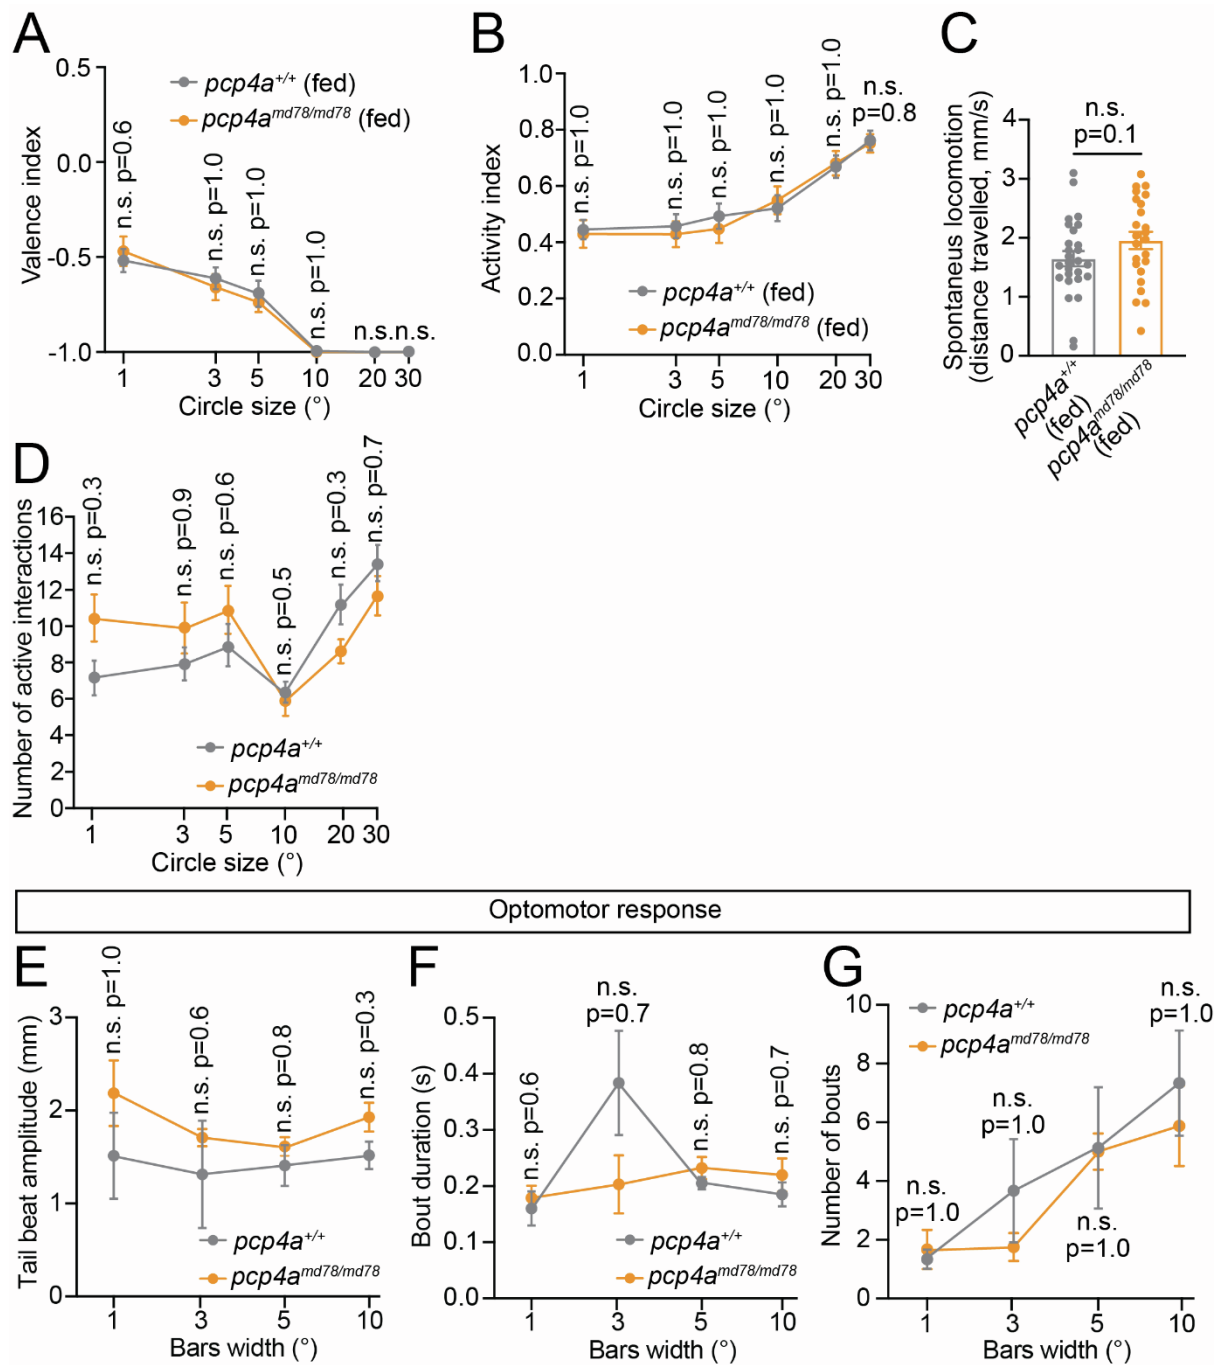 A
0.5
0.0
-0.5
-1.0
Valence index
pcp4a+/+ (fed)
pcp4amd78/md78 (fed)
n.s. p=0.6
n.s. p=1.0
n.s. p=1.0
n.s. p=1.0
n.s.
n.s.
1
3
5
10
20
30
Circle size (°)
B
1.0
0.8
0.6
0.4
0.2
0.0
Activity index
n.s. p=1.0
n.s. p=1.0
n.s. p=1.0
n.s. p=1.0
n.s. p=1.0
n.s.
p=0.8
pcp4a+/+ (fed)
pcp4amd78/md78 (fed)
1
3
5
10
20
30
Circle size (°)
C
Spontaneus locomotion
(distance travelled, mm/s)
4
3
2
1
0
n.s.
p=0.1
pcp4a+/+
(fed)
pcp4amd78/md78
(fed)
D
Number of active interactions
16
14
12
10
8
6
4
2
0
n.s. p=0.3
n.s. p=0.9
n.s. p=0.6
n.s. p=0.5
n.s. p=0.3
n.s. p=0.7
pcp4a+/+
pcp4amd78/md78
1
3
5
10
20
30
Circle size (°)
Optomotor response
E
Tail beat amplitude (mm)
3
2
1
0
n.s. p=1.0
n.s. p=0.6
n.s. p=0.8
n.s. p=0.3
pcp4a+/+
pcp4amd78/md78
1
3
5
10
Bars width (°)
F
Bout duration (s)
0.5
0.4
0.3
0.2
0.1
0.0
n.s. p=0.6
n.s.
p=0.7
n.s. p=0.8
n.s. p=0.7
pcp4a+/+
pcp4amd78/md78
1
3
5
10
Bars width (°)
G
Number of bouts
10
8
6
4
2
0
pcp4a+/+
pcp4amd78/md78
n.s.
p=1.0
n.s.
p=1.0
n.s.
p=1.0
n.s.
p=1.0
1
3
5
10
Bars width (°)